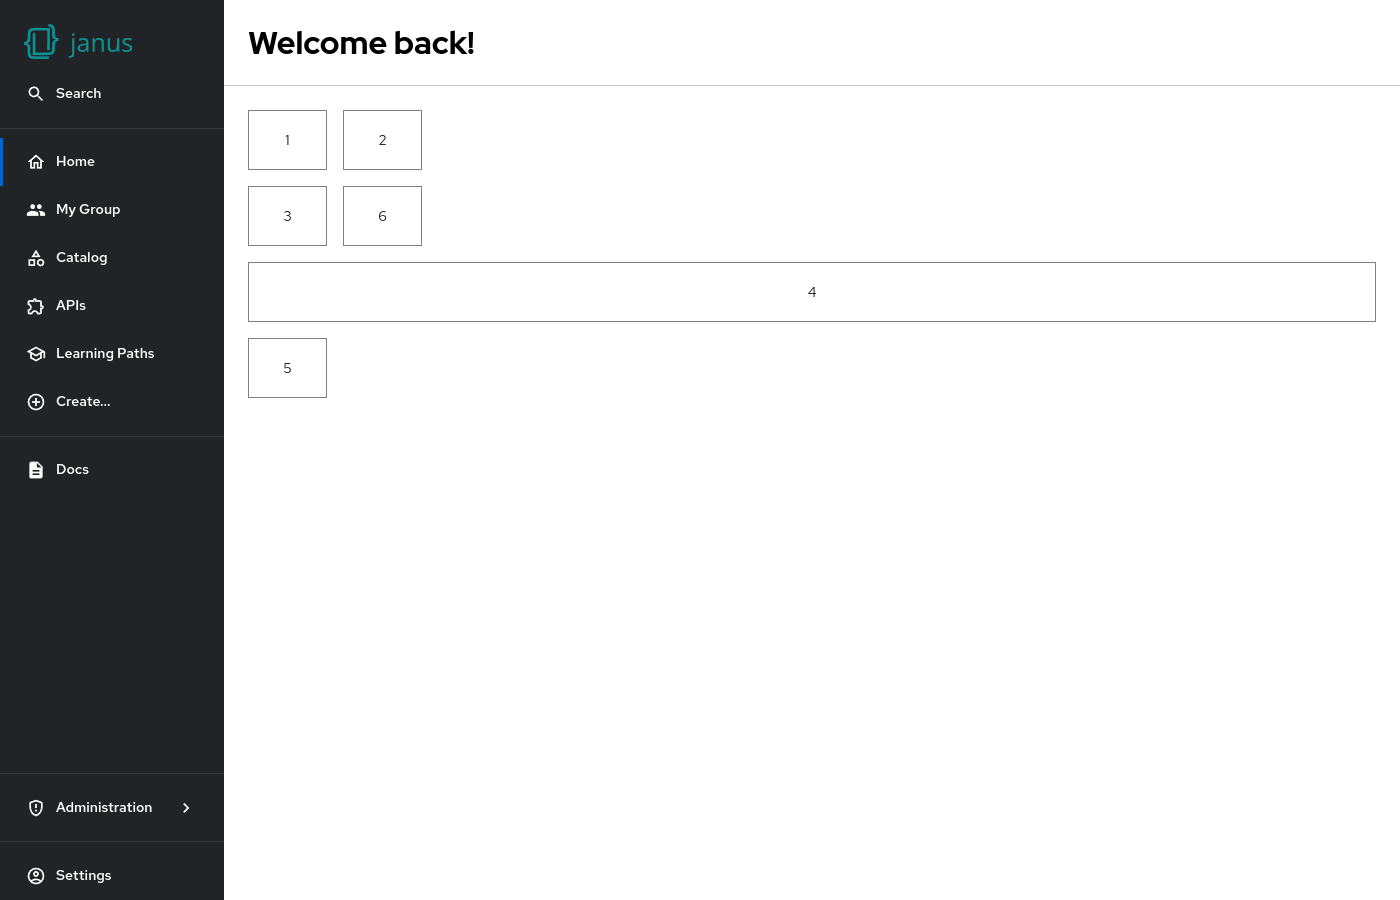 janus
Search
Home
My Group
Catalog
APIs
Learning Paths
Create...
Docs
Administration
Settings
Welcome back!
1 2
3 6
4
5